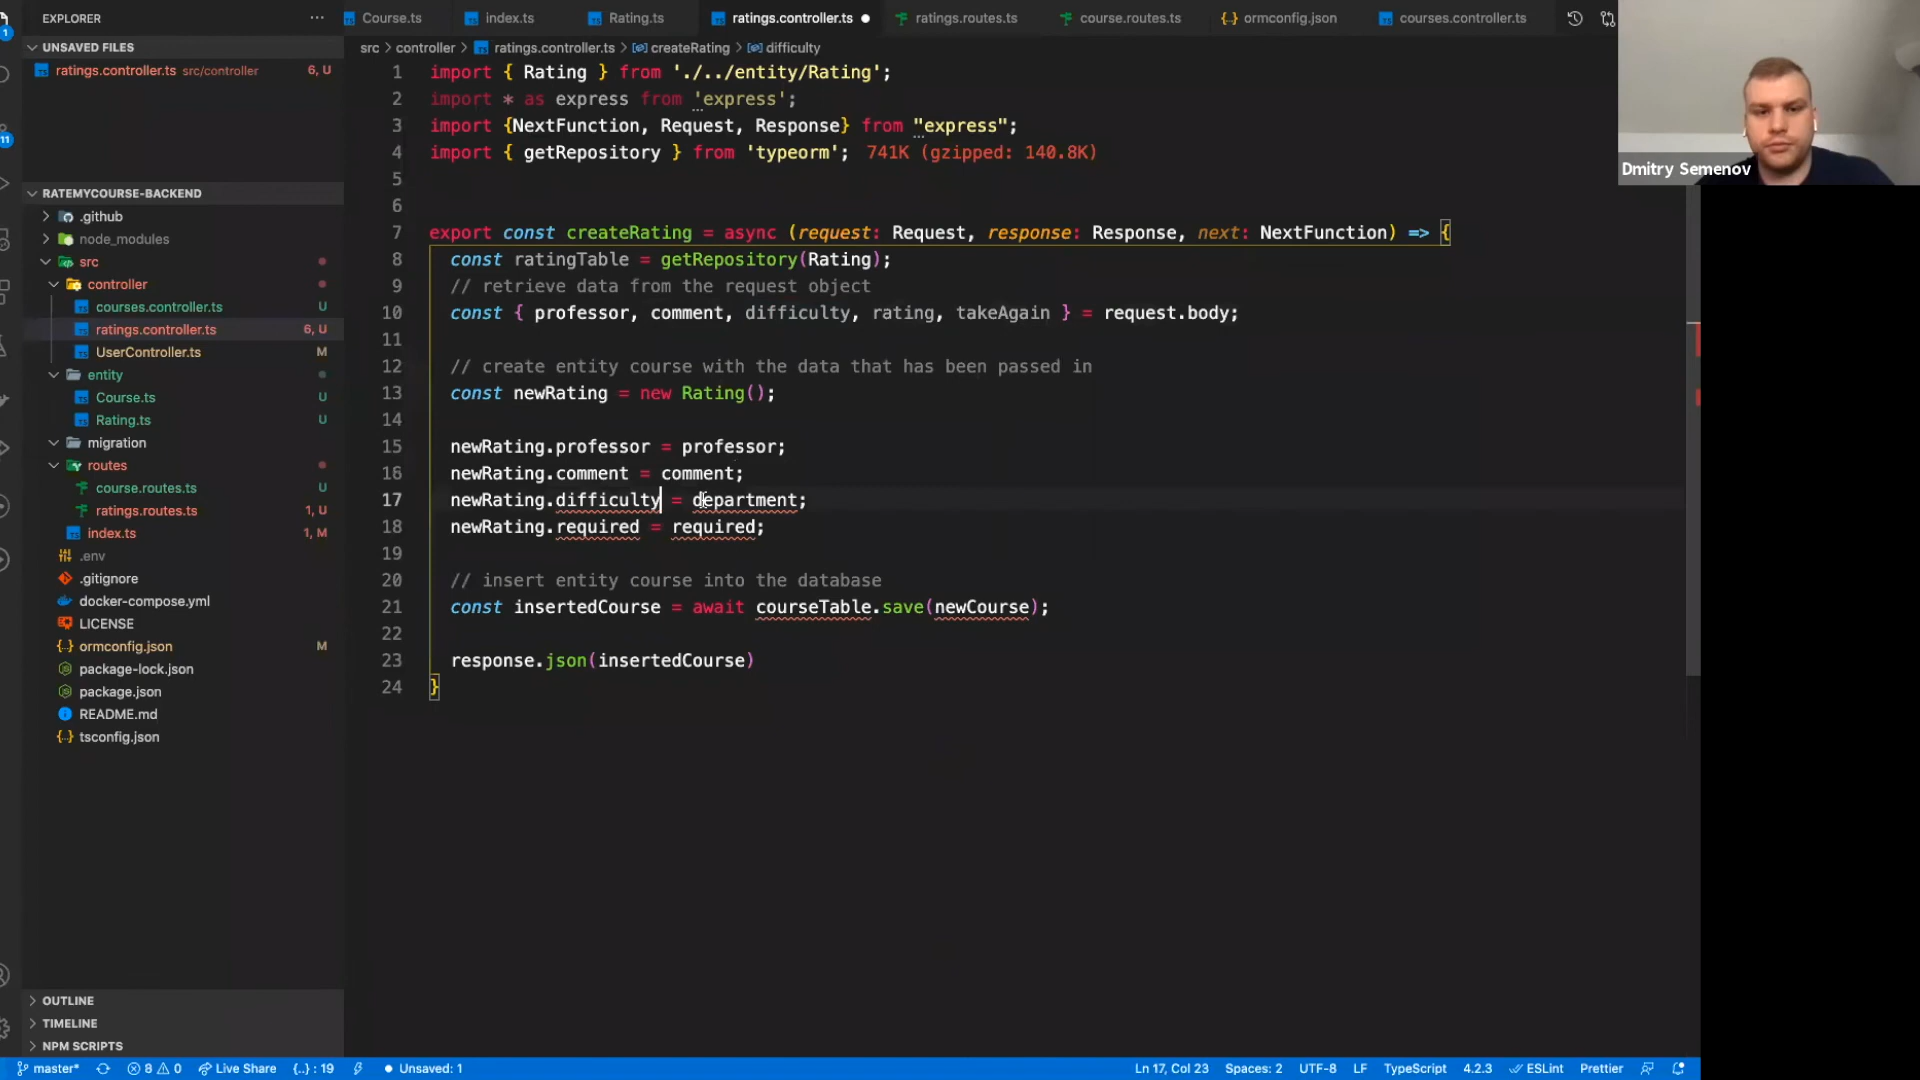 EXPLORER
···
Course.ts
index.ts
Rating.ts
ratings.controller.ts
ratings.routes.ts
course.routes.ts
ormconfig.json
courses.controller.ts
UNSAVED FILES
ratings.controller.ts src/controller 6, U
src > controller > ratings.controller.ts > createRating > difficulty
1
11
RATEMYCOURSE-BACKEND
.github
node_modules
src
controller
courses.controller.ts U
ratings.controller.ts 6, U
UserController.ts M
entity
Course.ts U
Rating.ts U
migration
routes
course.routes.ts U
ratings.routes.ts 1, U
index.ts 1, M
.env
.gitignore
docker-compose.yml
LICENSE
ormconfig.json M
package-lock.json
package.json
README.md
tsconfig.json
OUTLINE
TIMELINE
NPM SCRIPTS
1 import { Rating } from './../entity/Rating';
2 import * as express from 'express';
3 import {NextFunction, Request, Response} from "express";
4 import { getRepository } from 'typeorm'; 741K (gzipped: 140.8K)
5
6
7 export const createRating = async (request: Request, response: Response, next: NextFunction) => {
8 const ratingTable = getRepository(Rating);
9 // retrieve data from the request object
10 const { professor, comment, difficulty, rating, takeAgain } = request.body;
11
12 // create entity course with the data that has been passed in
13 const newRating = new Rating();
14
15 newRating.professor = professor;
16 newRating.comment = comment;
17 newRating.difficulty = department;
18 newRating.required = required;
19
20 // insert entity course into the database
21 const insertedCourse = await courseTable.save(newCourse);
22
23 response.json(insertedCourse)
24 }
Dmitry Semenov
master* 8 0 Live Share {..} : 19 Unsaved: 1 Ln 17, Col 23 Spaces: 2 UTF-8 LF TypeScript 4.2.3 ESLint Prettier